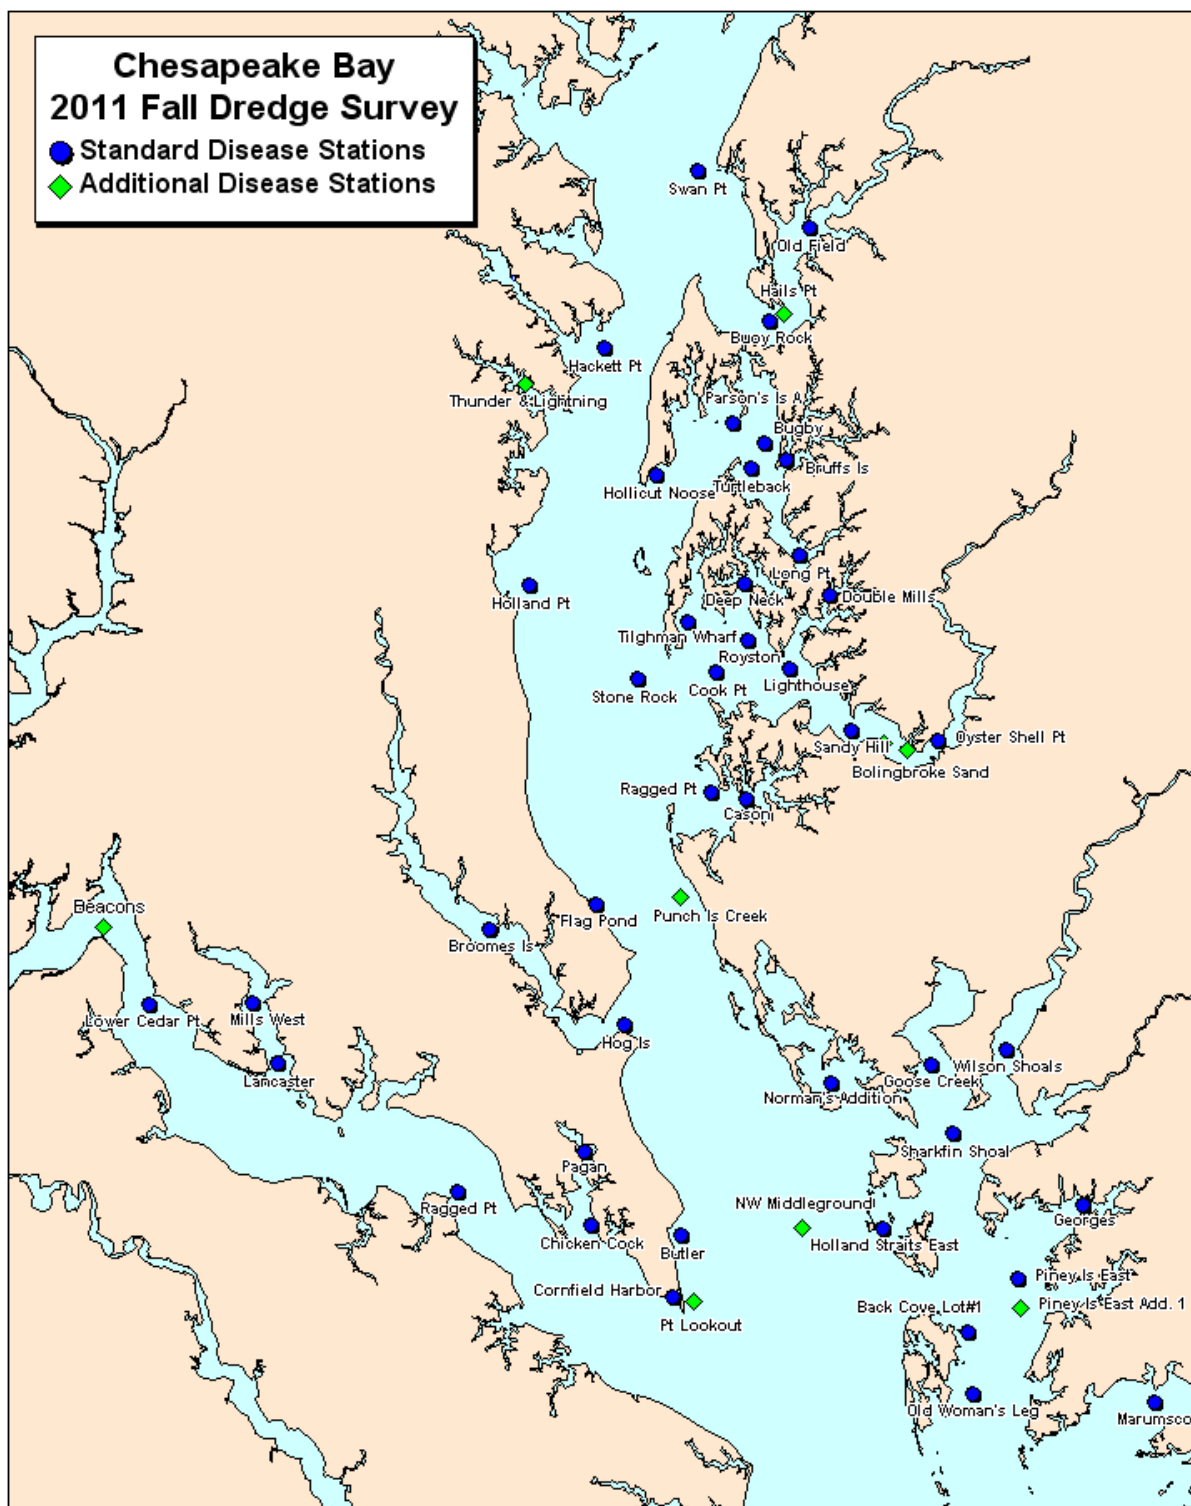 Chesapeake Bay
2011 Fall Dredge Survey
Standard Disease Stations
Additional Disease Stations
Swan Pt
Old Field
Hails Pt
Buoy Rock
Hackett Pt
Thunder & Lightning
Parson's Is A
Bugby
Bruffs Is
Turtleback
Hollicut Noose
Long Pt
Holland Pt
Deep Neck
Double Mills
Tilghman Wharf
Royston
Lighthouse
Stone Rock
Cook Pt
Sandy Hill
Oyster Shell Pt
Bolingbroke Sand
Ragged Pt
Cason
Beacons
Flag Pond
Punch Is Creek
Broomes Is
Lower Cedar Pt
Mills West
Hog Is
Lancaster
Wilson Shoals
Goose Creek
Norman's Addition
Sharkfin Shoal
Pagan
Ragged Pt
NW Middleground
Georges
Chicken Cock
Butler
Holland Straits East
Piney Is East
Cornfield Harbor
Piney Is East Add. 1
Back Cove Lot#1
Pt Lookout
Old Woman's Leg
Marumsco